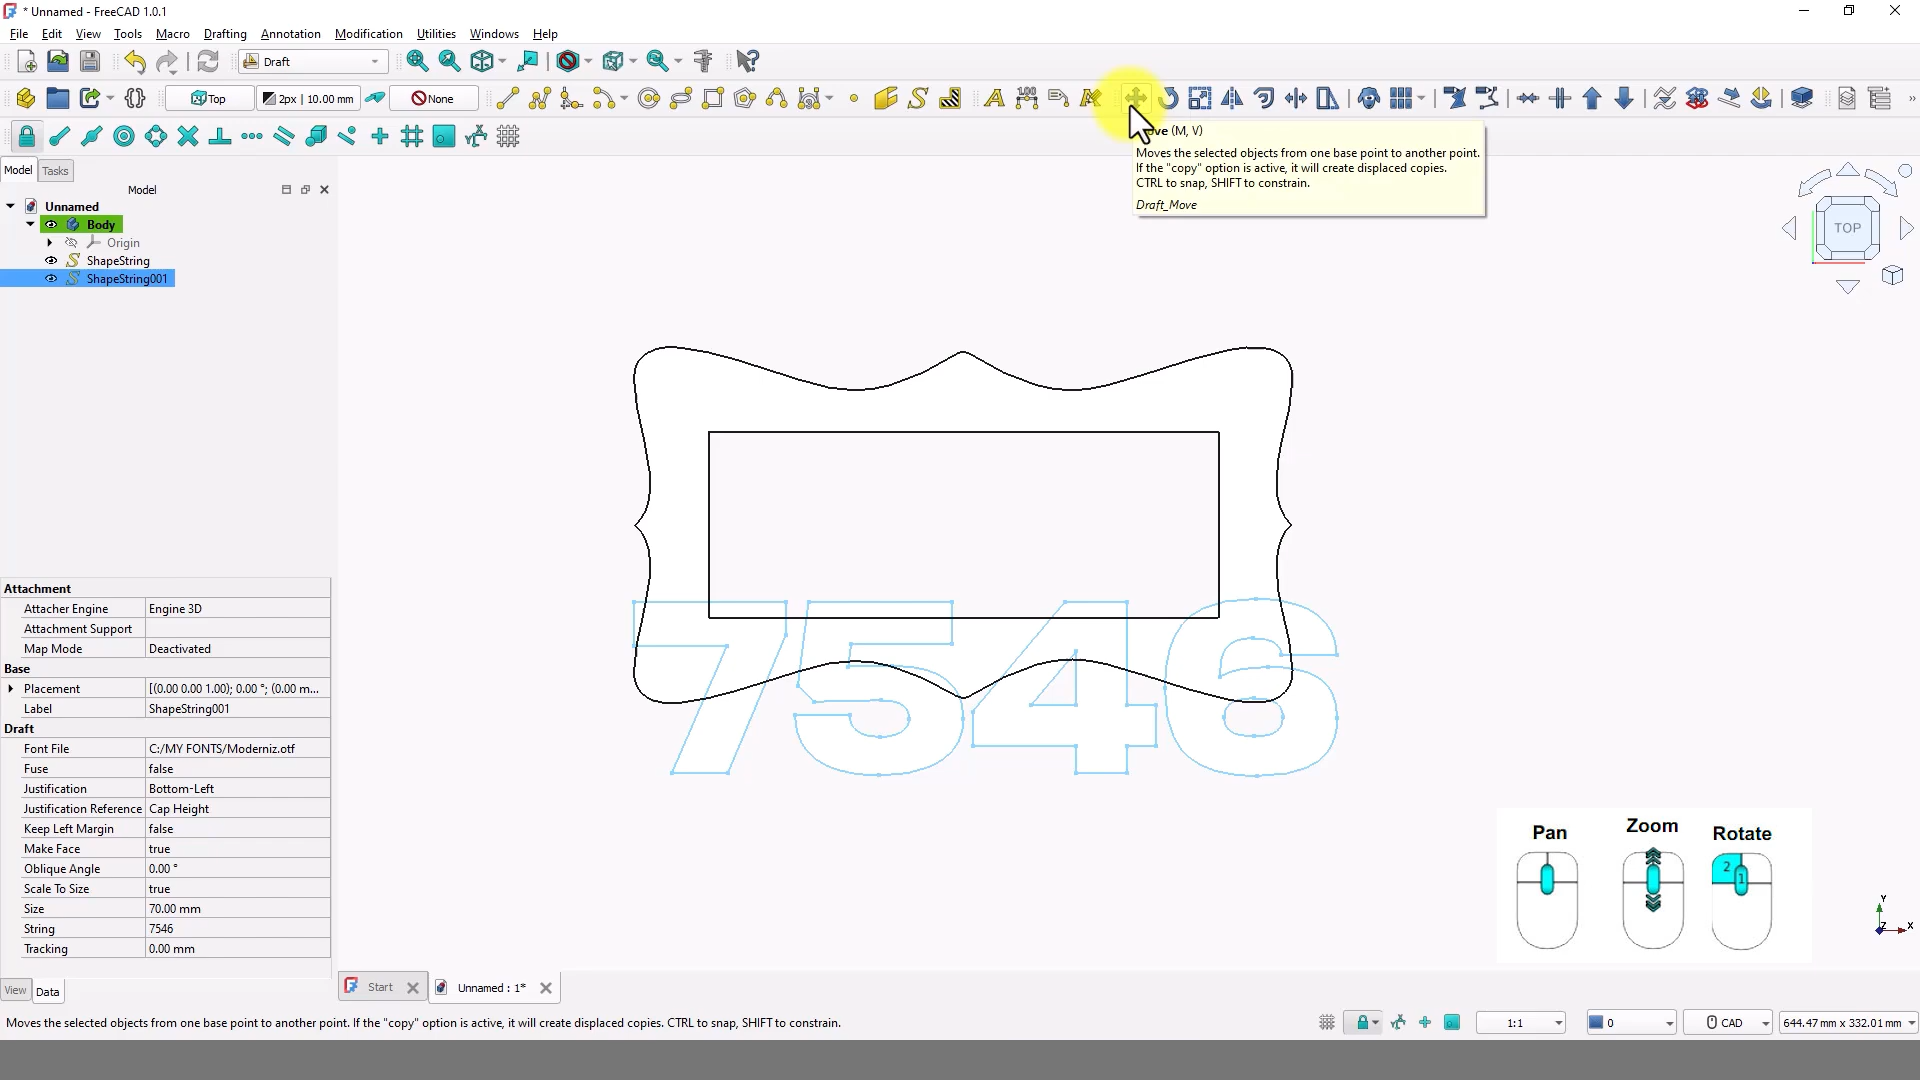 * Unnamed - FreeCAD 1.0.1
File Edit View Tools Macro Drafting Annotation Modification Utilities Windows Help
Draft
Top 2px | 10.00 mm None
Move (M, V)
Moves the selected objects from one base point to another point.
If the "copy" option is active, it will create displaced copies.
CTRL to snap, SHIFT to constrain.
Draft_Move
Model Tasks
Model
Unnamed
Body
Origin
ShapeString
ShapeString001
TOP
7546
Attachment
Attacher Engine Engine 3D
Attachment Support
Map Mode Deactivated
Base
Placement [(0.00 0.00 1.00); 0.00 °; (0.00 m...
Label ShapeString001
Draft
Font File C:/MY FONTS/Moderniz.otf
Fuse false
Justification Bottom-Left
Justification Reference Cap Height
Keep Left Margin false
Make Face true
Oblique Angle 0.00 °
Scale To Size true
Size 70.00 mm
String 7546
Tracking 0.00 mm
Pan Zoom Rotate
2 1
Y
Z X
View Data
Start Unnamed : 1*
Moves the selected objects from one base point to another point. If the "copy" option is active, it will create displaced copies. CTRL to snap, SHIFT to constrain.
1:1 0 CAD 644.47 mm x 332.01 mm